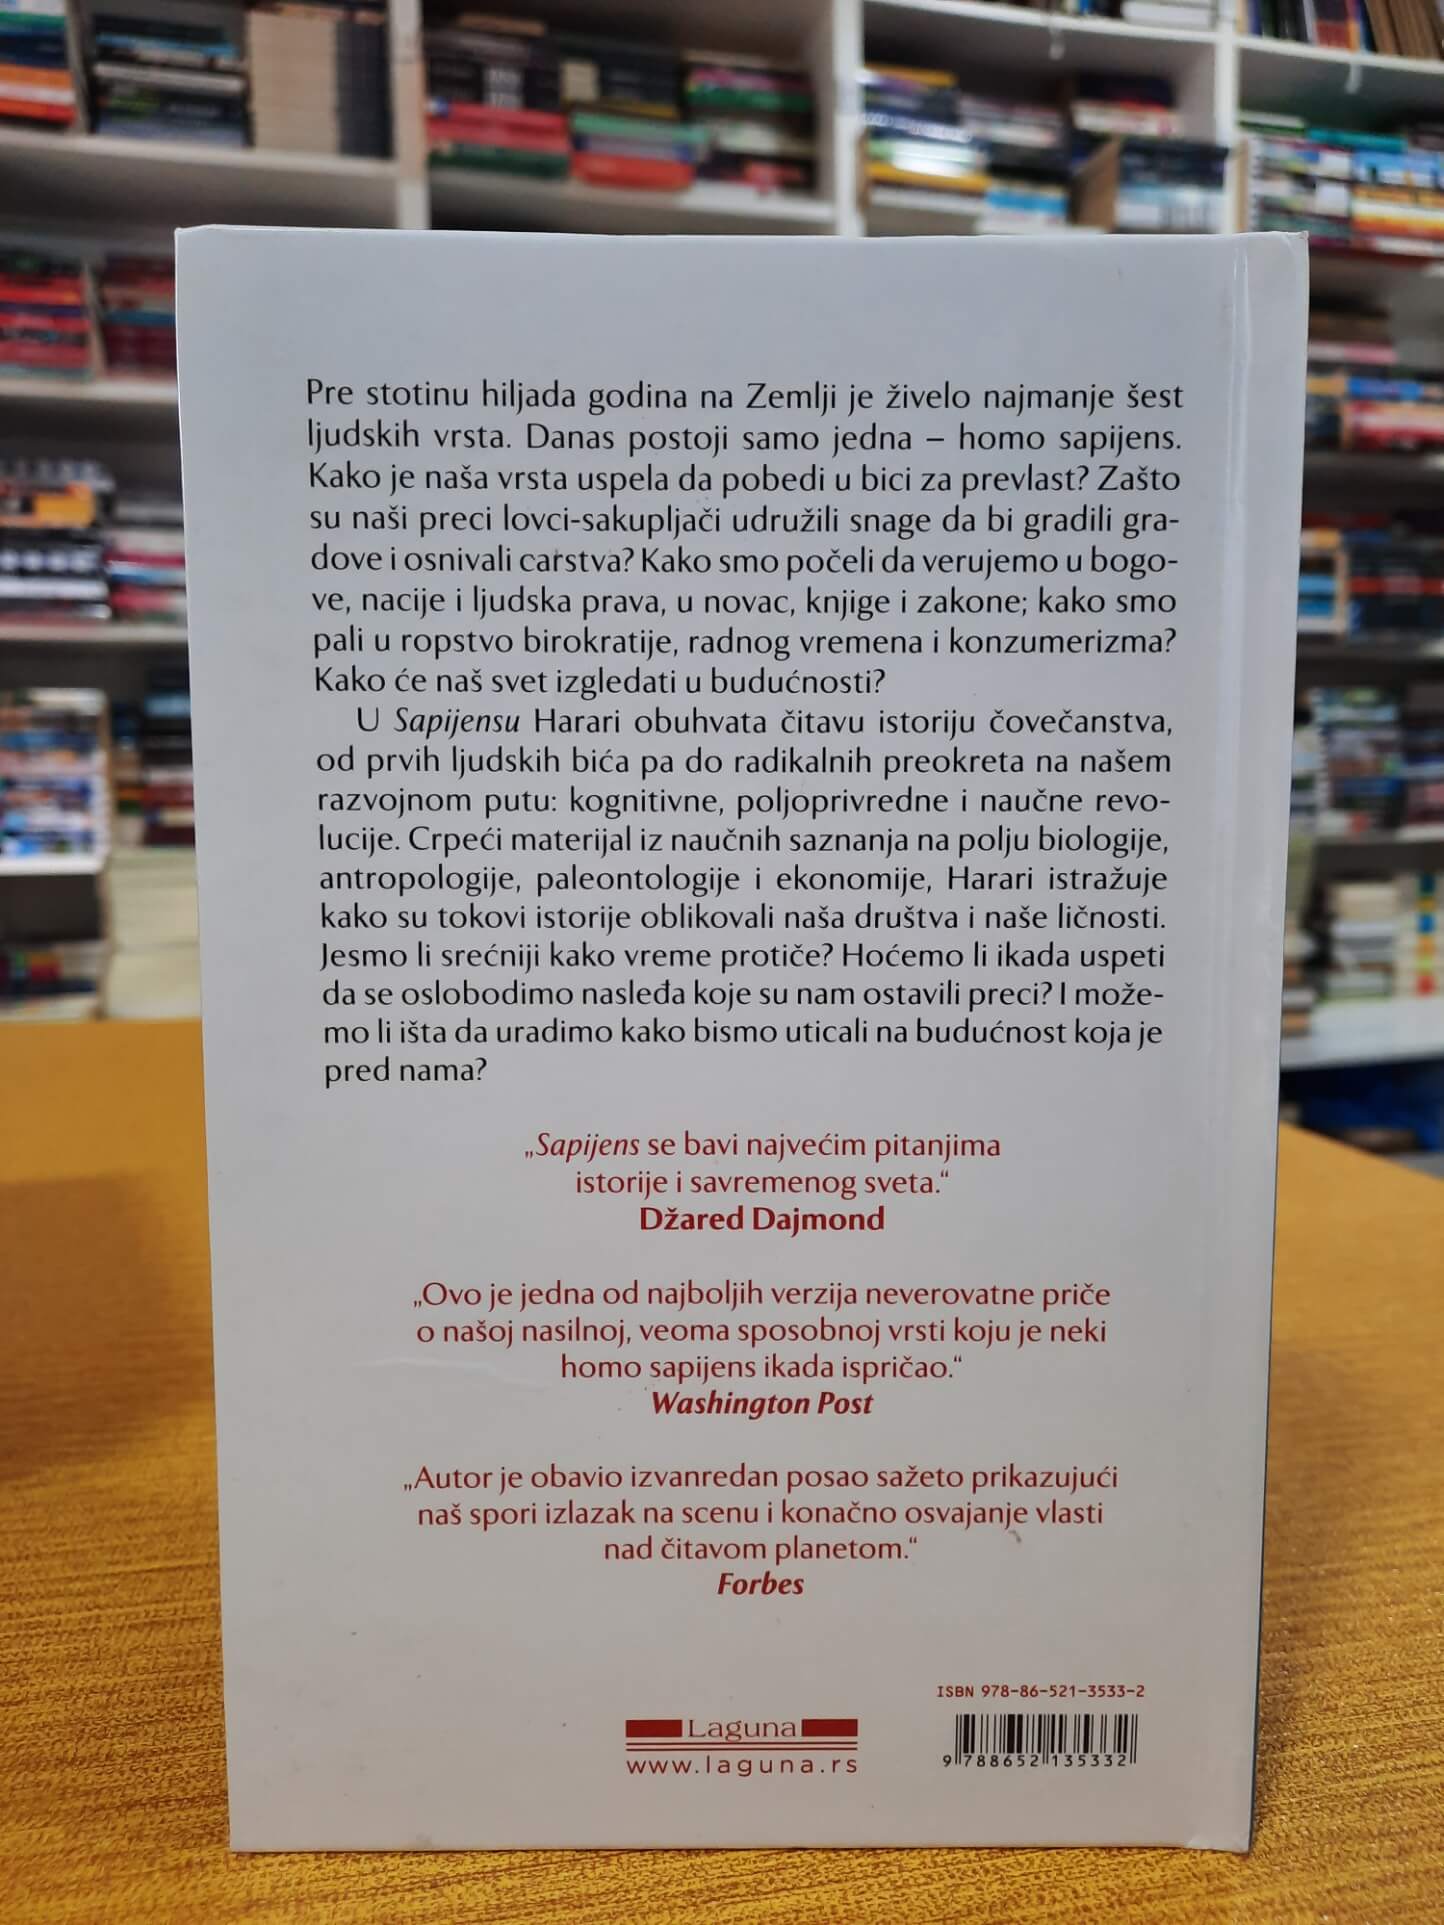 Pre stotinu hiljada godina na Zemlji je živelo najmanje šest
ljudskih vrsta. Danas postoji samo jedna – homo sapijens.
Kako je naša vrsta uspela da pobedi u bici za prevlast? Zašto
su naši preci lovci-sakupljači udružili snage da bi gradili gra-
dove i osnivali carstva? Kako smo počeli da verujemo u bogo-
ve, nacije i ljudska prava, u novac, knjige i zakone; kako smo
pali u ropstvo birokratije, radnog vremena i konzumerizma?
Kako će naš svet izgledati u budućnosti?
U Sapijensu Harari obuhvata čitavu istoriju čovečanstva,
od prvih ljudskih bića pa do radikalnih preokreta na našem
razvojnom putu: kognitivne, poljoprivredne i naučne revo-
lucije. Crpeći materijal iz naučnih saznanja na polju biologije,
antropologije, paleontologije i ekonomije, Harari istražuje
kako su tokovi istorije oblikovali naša društva i naše ličnosti.
Jesmo li srećniji kako vreme protiče? Hoćemo li ikada uspeti
da se oslobodimo nasleđa koje su nam ostavili preci? I može-
mo li išta da uradimo kako bismo uticali na budućnost koja je
pred nama?
„Sapijens se bavi najvećim pitanjima
istorije i savremenog sveta.“
Džared Dajmond
„Ovo je jedna od najboljih verzija neverovatne priče
o našoj nasilnoj, veoma sposobnoj vrsti koju je neki
homo sapijens ikada ispričao.“
Washington Post
„Autor je obavio izvanredan posao sažeto prikazujući
naš spori izlazak na scenu i konačno osvajanje vlasti
nad čitavom planetom.“
Forbes
ISBN 978-86-521-3533-2
Laguna
www.laguna.rs
9 788652 135332